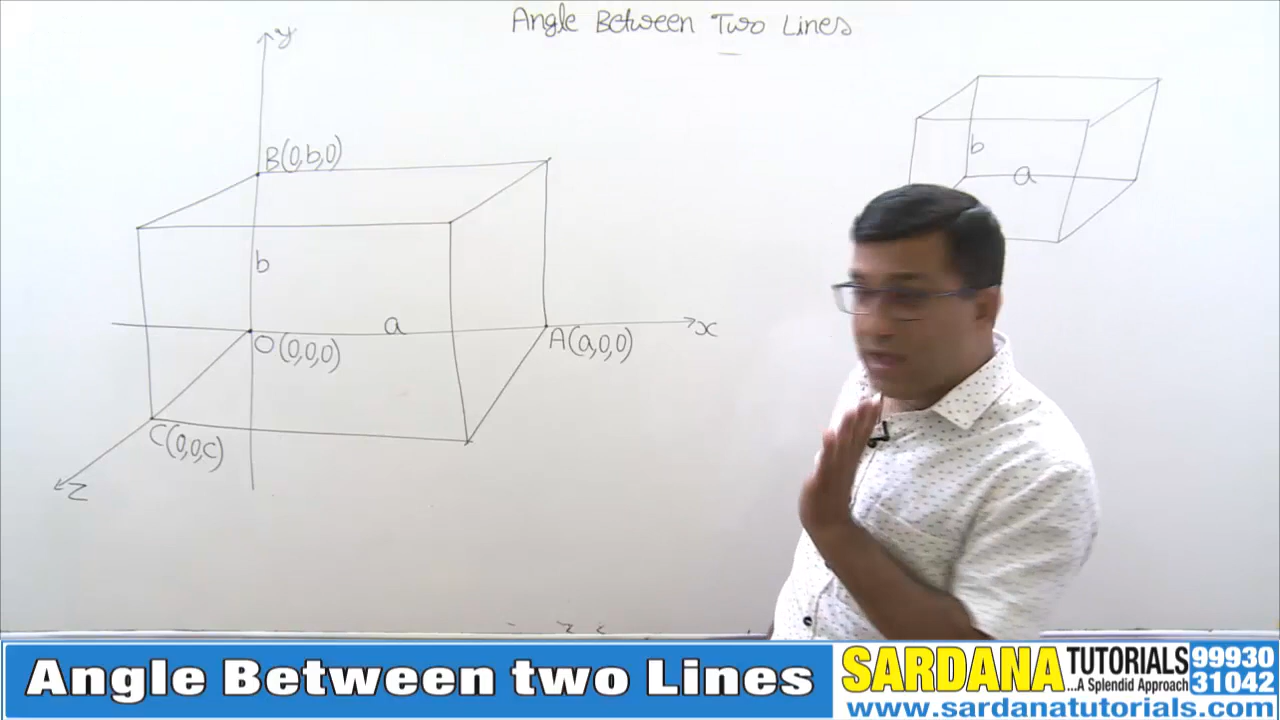 Angle Between Two Lines
y
B(0,b,0)
b
a
b
a
x
O(0,0,0)
A(a,0,0)
C(0,0,c)
z
Angle Between two Lines
SARDANA TUTORIALS
...A Splendid Approach
99930
31042
www.sardanatutorials.com